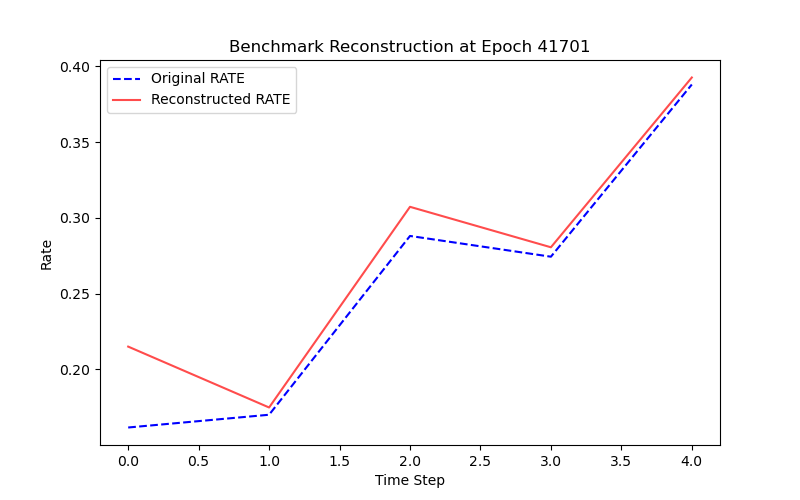 Benchmark Reconstruction at Epoch 41701
Original RATE
Reconstructed RATE
0.40
0.35
0.30
0.25
0.20
Rate
0.0 0.5 1.0 1.5 2.0 2.5 3.0 3.5 4.0
Time Step